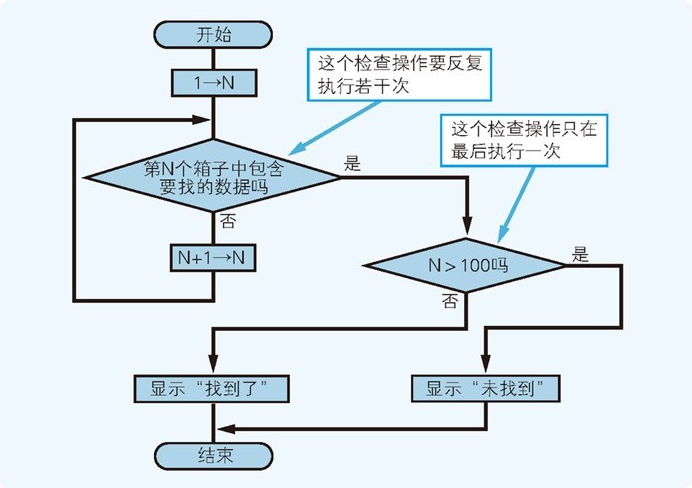 开始
1→N
这个检查操作要反复
执行若干次
这个检查操作只在
最后执行一次
第N个箱子中包含
要找的数据吗
是
否
N+1→N
N＞100吗
是
否
显示“找到了”
显示“未找到”
结束